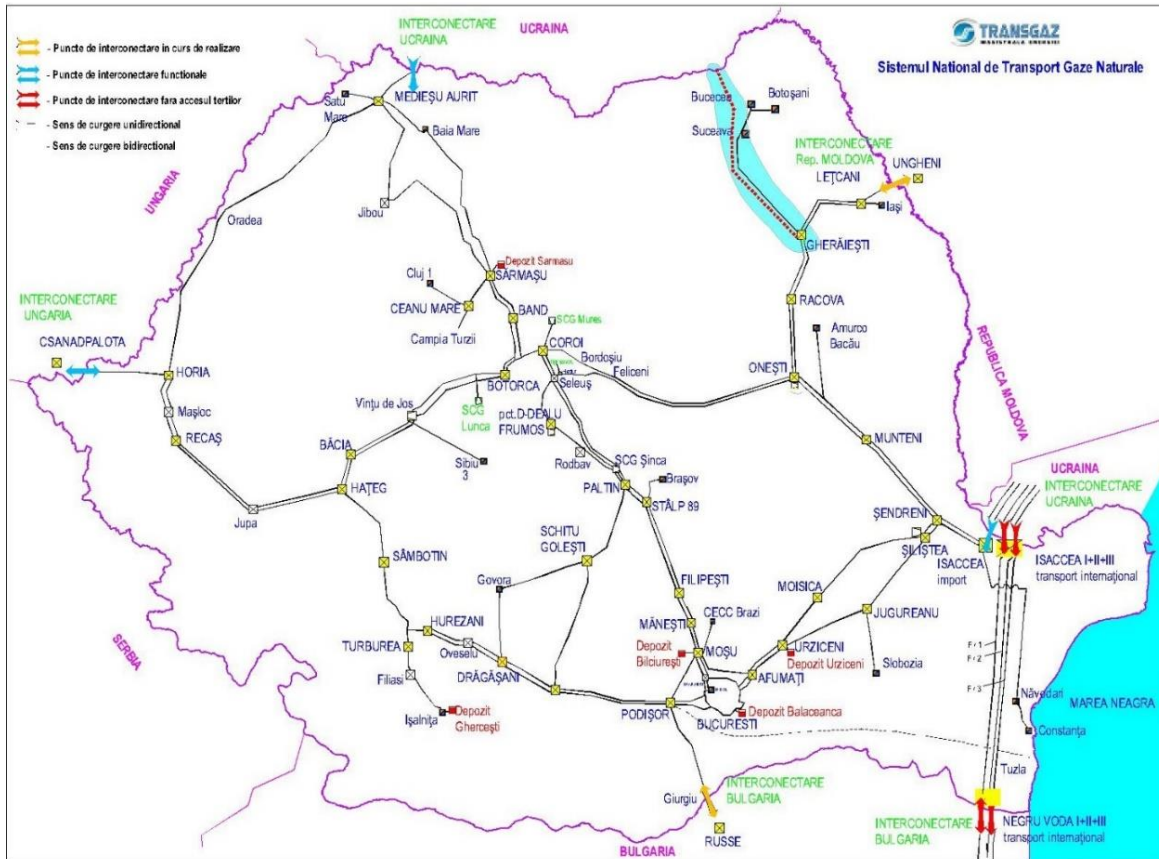 INTERCONECTARE
UCRAINA
UCRAINA
TRANSGAZ
Sistemul National de Transport Gaze Naturale
- Puncte de interconectare in curs de realizare
- Puncte de interconectare functionale
- Puncte de interconectare fara accesul tertilor
- Sens de curgere unidirectional
- Sens de curgere bidirectional
MEDIEȘU AURIT
Satu
Mare
Baia Mare
Bucecea
Botoșani
Suceava
INTERCONECTARE
Rep. MOLDOVA
UNGHENI
LEȚCANI
Iași
UNGARIA
Oradea
Jibou
GHERĂIEȘTI
Depozit Sarmasu
SĂRMAȘU
Cluj 1
CEANU MARE
Campia Turzii
BAND
RACOVA
INTERCONECTARE
UNGARIA
CSANADPALOTA
SCG Mures
COROI
Bordoșiu
Feliceni
Amurco
Bacău
REPUBLICA MOLDOVA
HORIA
BOTORCA
Seleuș
ONEȘTI
Mașloc
Vințu de Jos
SCG
Lunca
pct.D-DEALU
FRUMOS
RECAȘ
BĂCIA
Sibiu
3
Rodbav
SCG Șinca
MUNTENI
HAȚEG
PALTIN
Brașov
STÂLP 89
UCRAINA
INTERCONECTARE
UCRAINA
Jupa
ȘENDRENI
SCHITU
GOLEȘTI
SILIȘTEA
ISACCEA
import
ISACCEA I+II+III
transport international
SÂMBOTIN
Govora
FILIPEȘTI
MOISICA
JUGUREANU
MÂNEȘTI
CECC Brazi
HUREZANI
TURBUREA
Oveselu
Depozit
Bilciurești
MOȘU
URZICENI
Depozit Urziceni
Slobozia
F 1
F 2
F 3
SERBIA
Filiasi
DRĂGĂȘANI
AFUMAȚI
Năvodari
MAREA NEAGRA
Ișalnița
Depozit
Ghercești
PODIȘOR
BUCURESTI
Depozit Balaceanca
Constanța
Tuzla
Giurgiu
INTERCONECTARE
BULGARIA
RUSSE
BULGARIA
INTERCONECTARE
BULGARIA
NEGRU VODA I+II+III
transport international